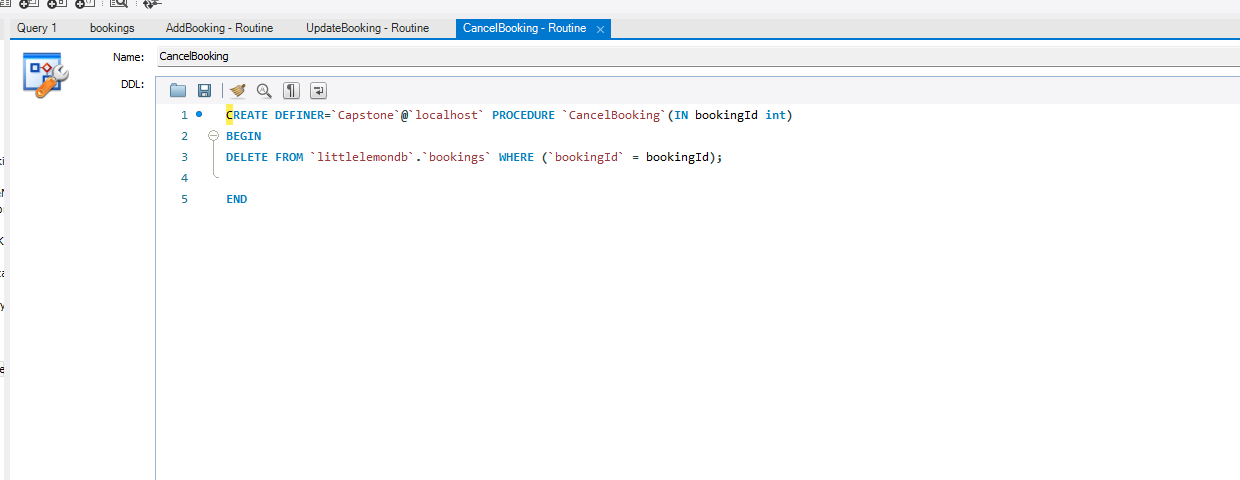 Query 1 bookings AddBooking - Routine UpdateBooking - Routine CancelBooking - Routine ×
Name: CancelBooking
DDL:
1 CREATE DEFINER=`Capstone`@`localhost` PROCEDURE `CancelBooking`(IN bookingId int)
2 BEGIN
3 DELETE FROM `littlelemondb`.`bookings` WHERE (`bookingId` = bookingId);
4
5 END